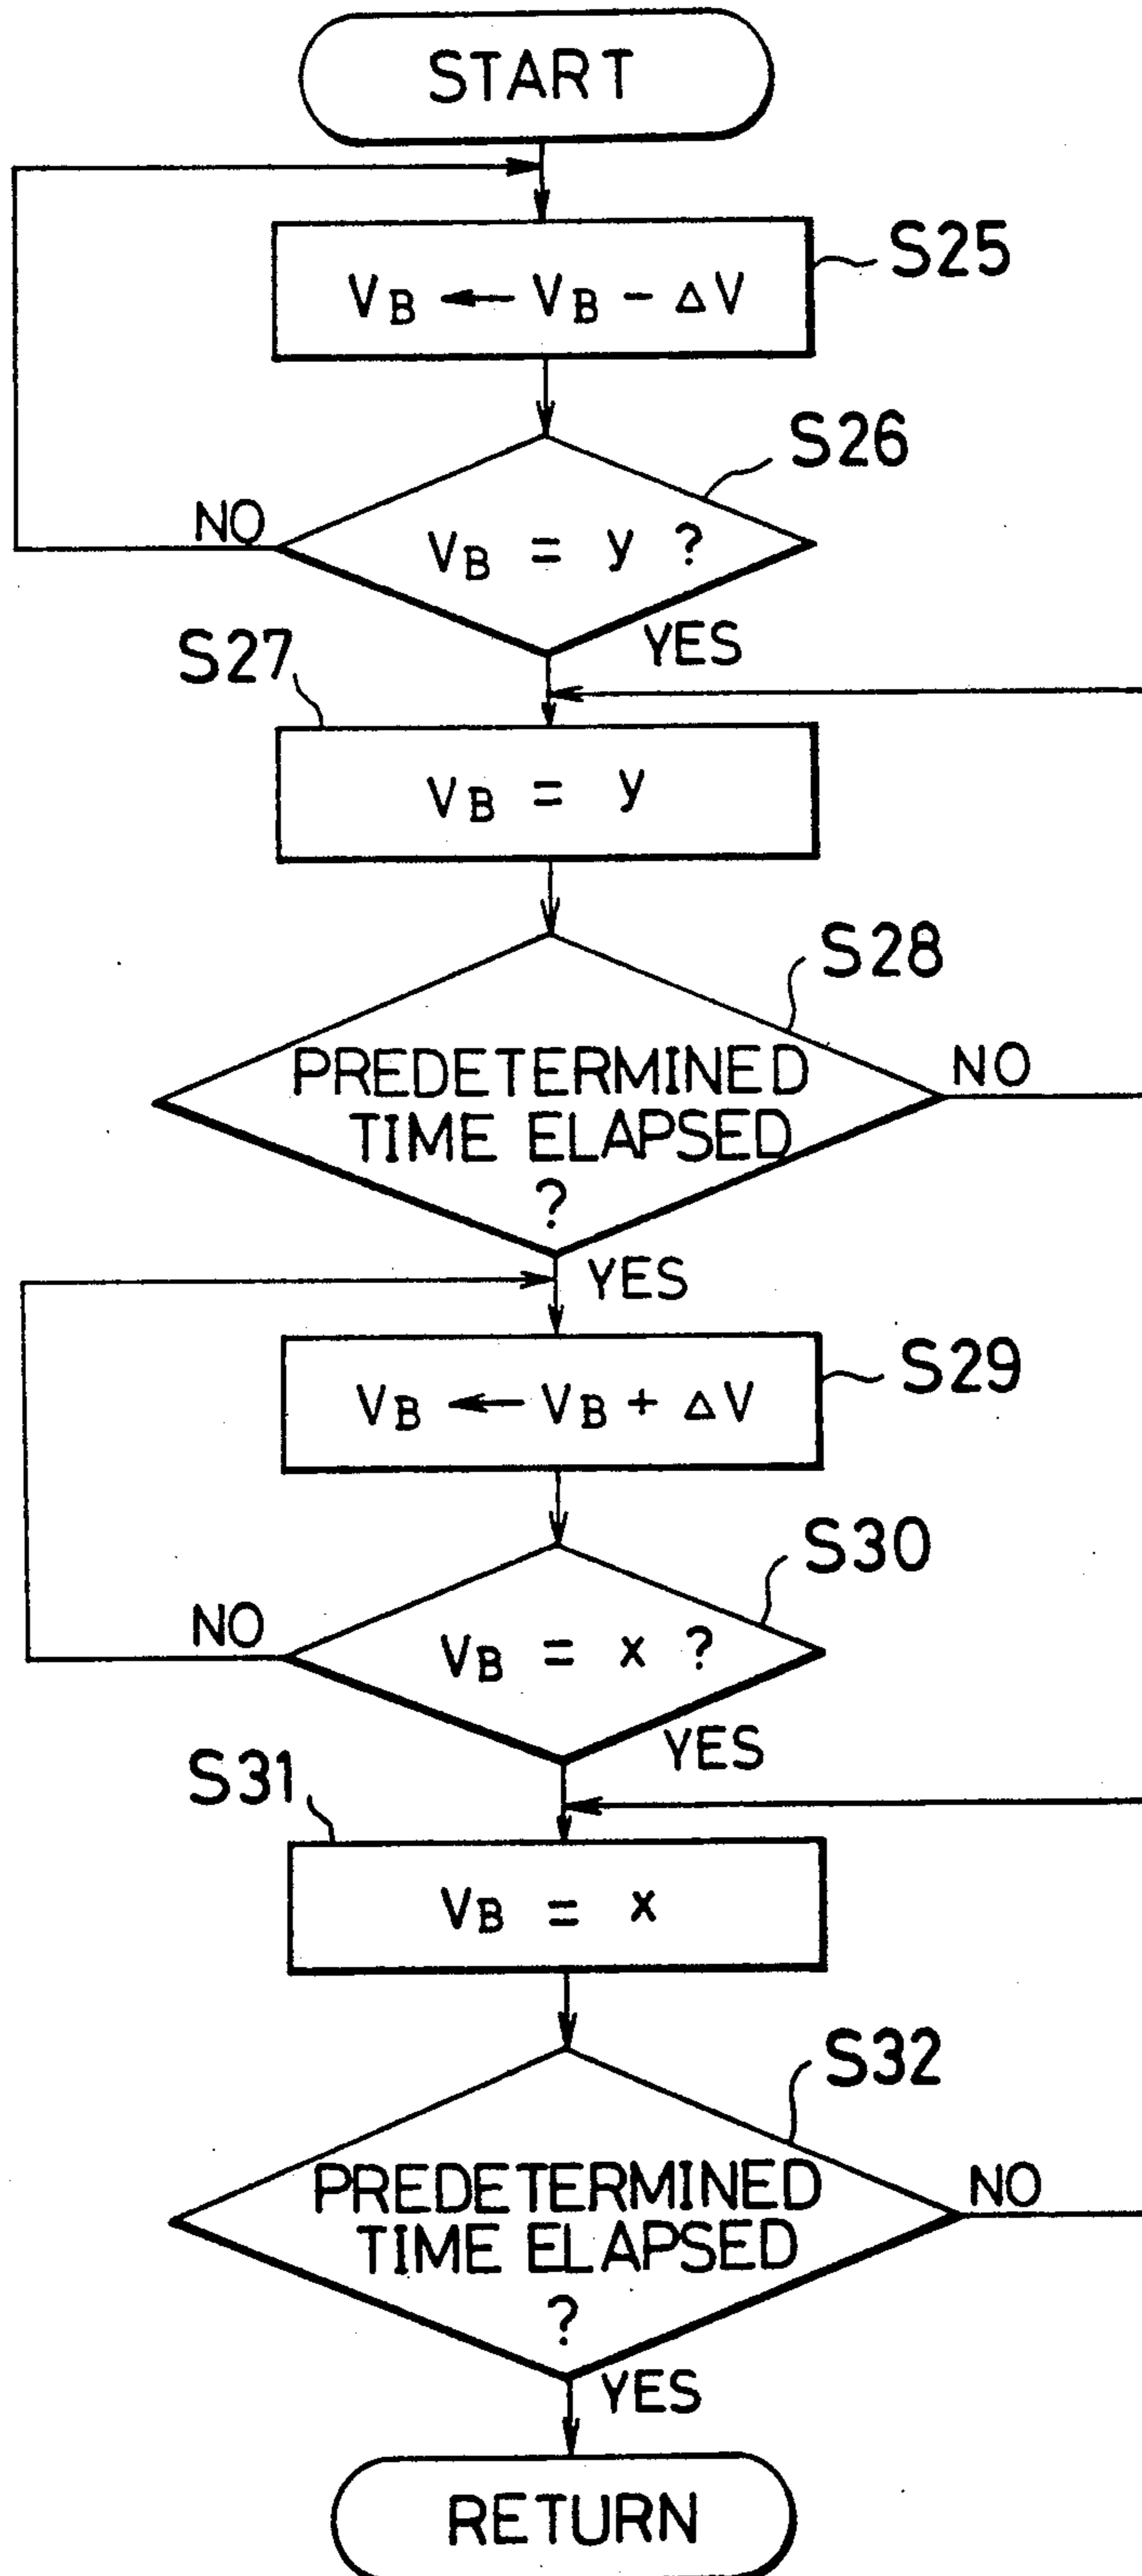 START
S25
VB ← VB - ΔV
S26
NO
VB = y ?
YES
S27
VB = y
S28
PREDETERMINED
TIME ELAPSED
?
NO
YES
S29
VB ← VB + ΔV
S30
NO
VB = x ?
YES
S31
VB = x
S32
PREDETERMINED
TIME ELAPSED
?
NO
YES
RETURN